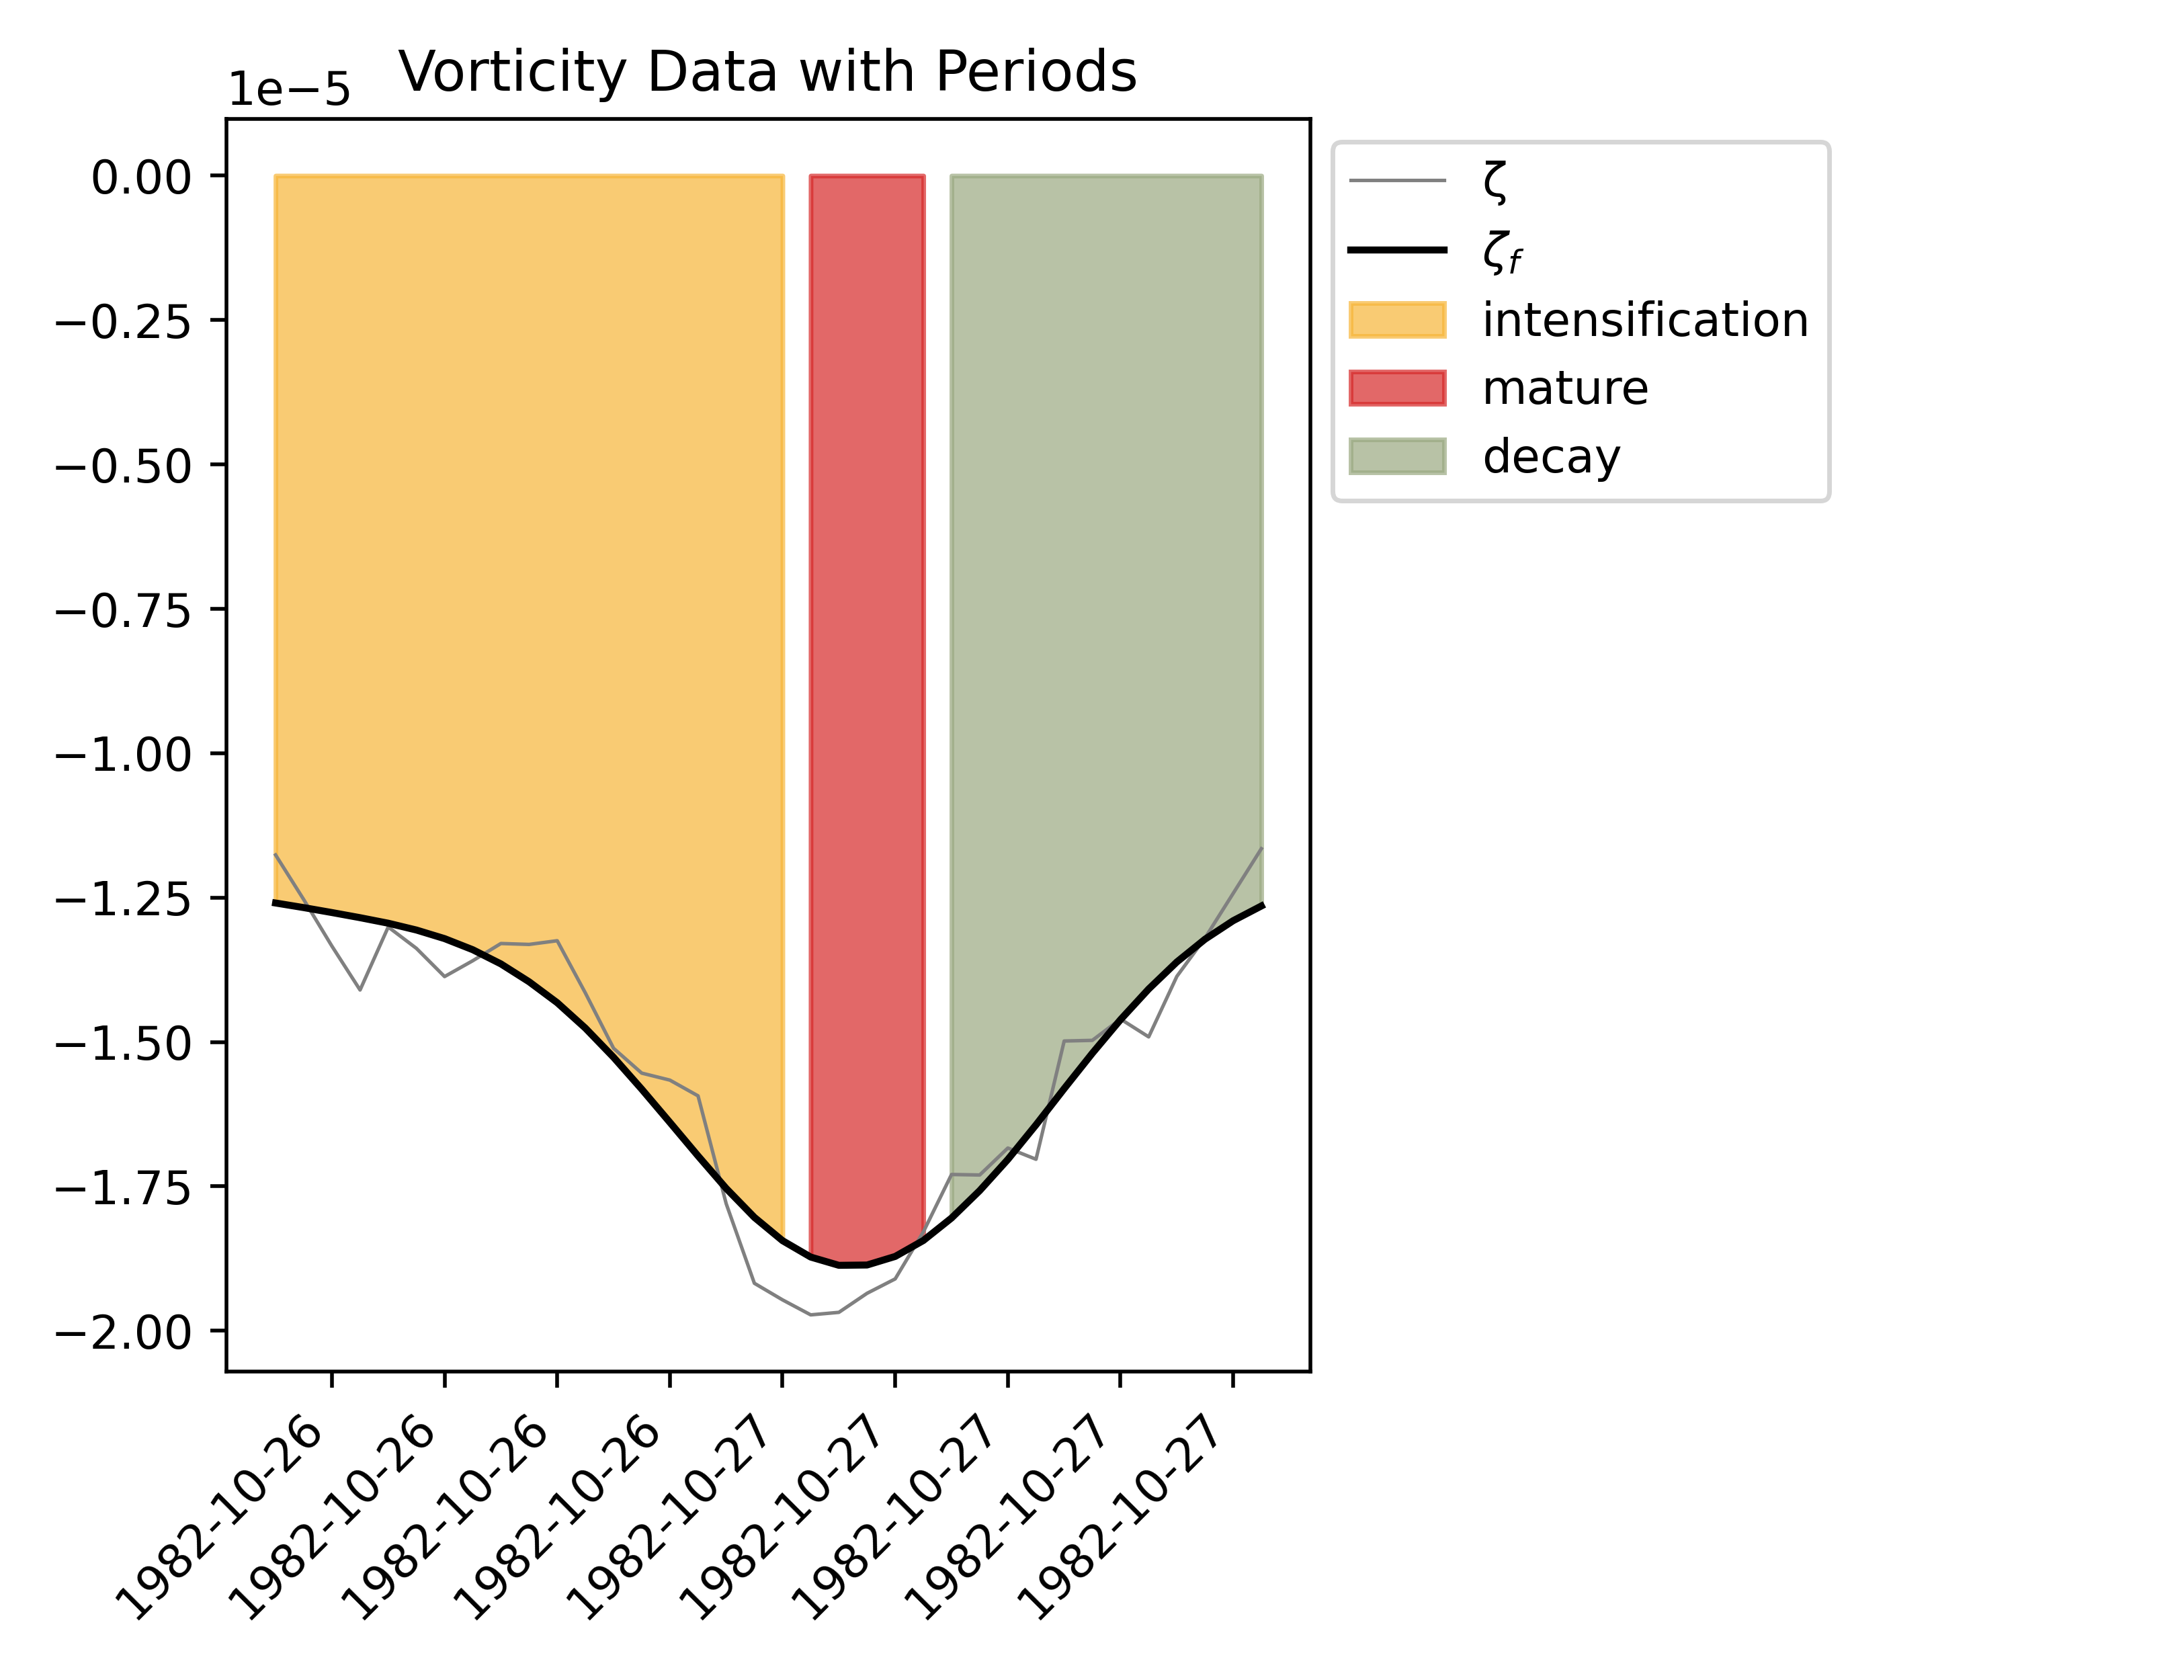 Vorticity Data with Periods
1e−5
0.00
−0.25
−0.50
−0.75
−1.00
−1.25
−1.50
−1.75
−2.00
1982-10-26
1982-10-26
1982-10-26
1982-10-26
1982-10-27
1982-10-27
1982-10-27
1982-10-27
1982-10-27
ζ
ζf
intensification
mature
decay